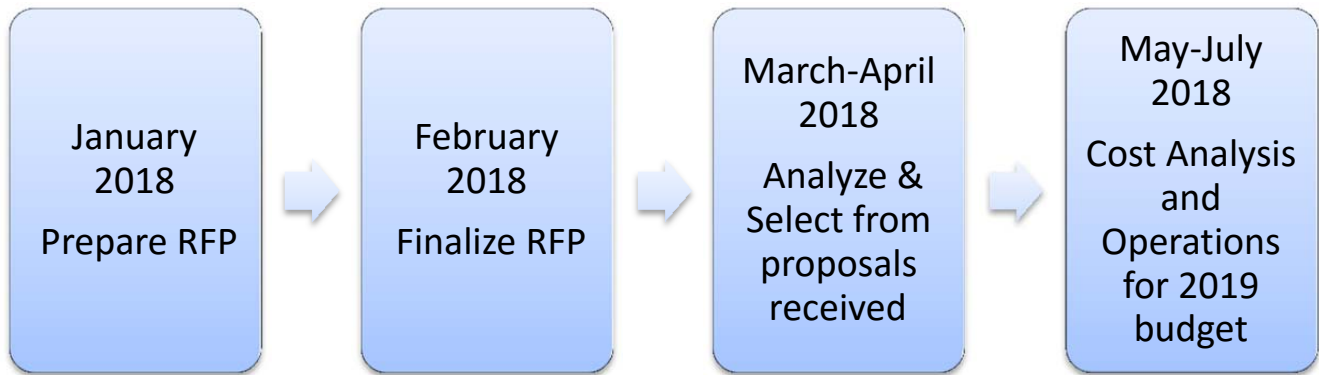 January
2018
Prepare RFP
February
2018
Finalize RFP
March-April
2018
Analyze &
Select from
proposals
received
May-July
2018
Cost Analysis
and
Operations
for 2019
budget